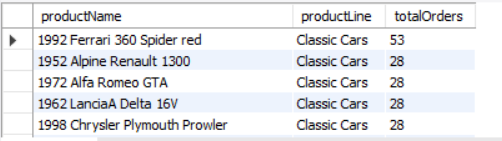 productName productLine totalOrders
1992 Ferrari 360 Spider red Classic Cars 53
1952 Alpine Renault 1300 Classic Cars 28
1972 Alfa Romeo GTA Classic Cars 28
1962 LanciaA Delta 16V Classic Cars 28
1998 Chrysler Plymouth Prowler Classic Cars 28